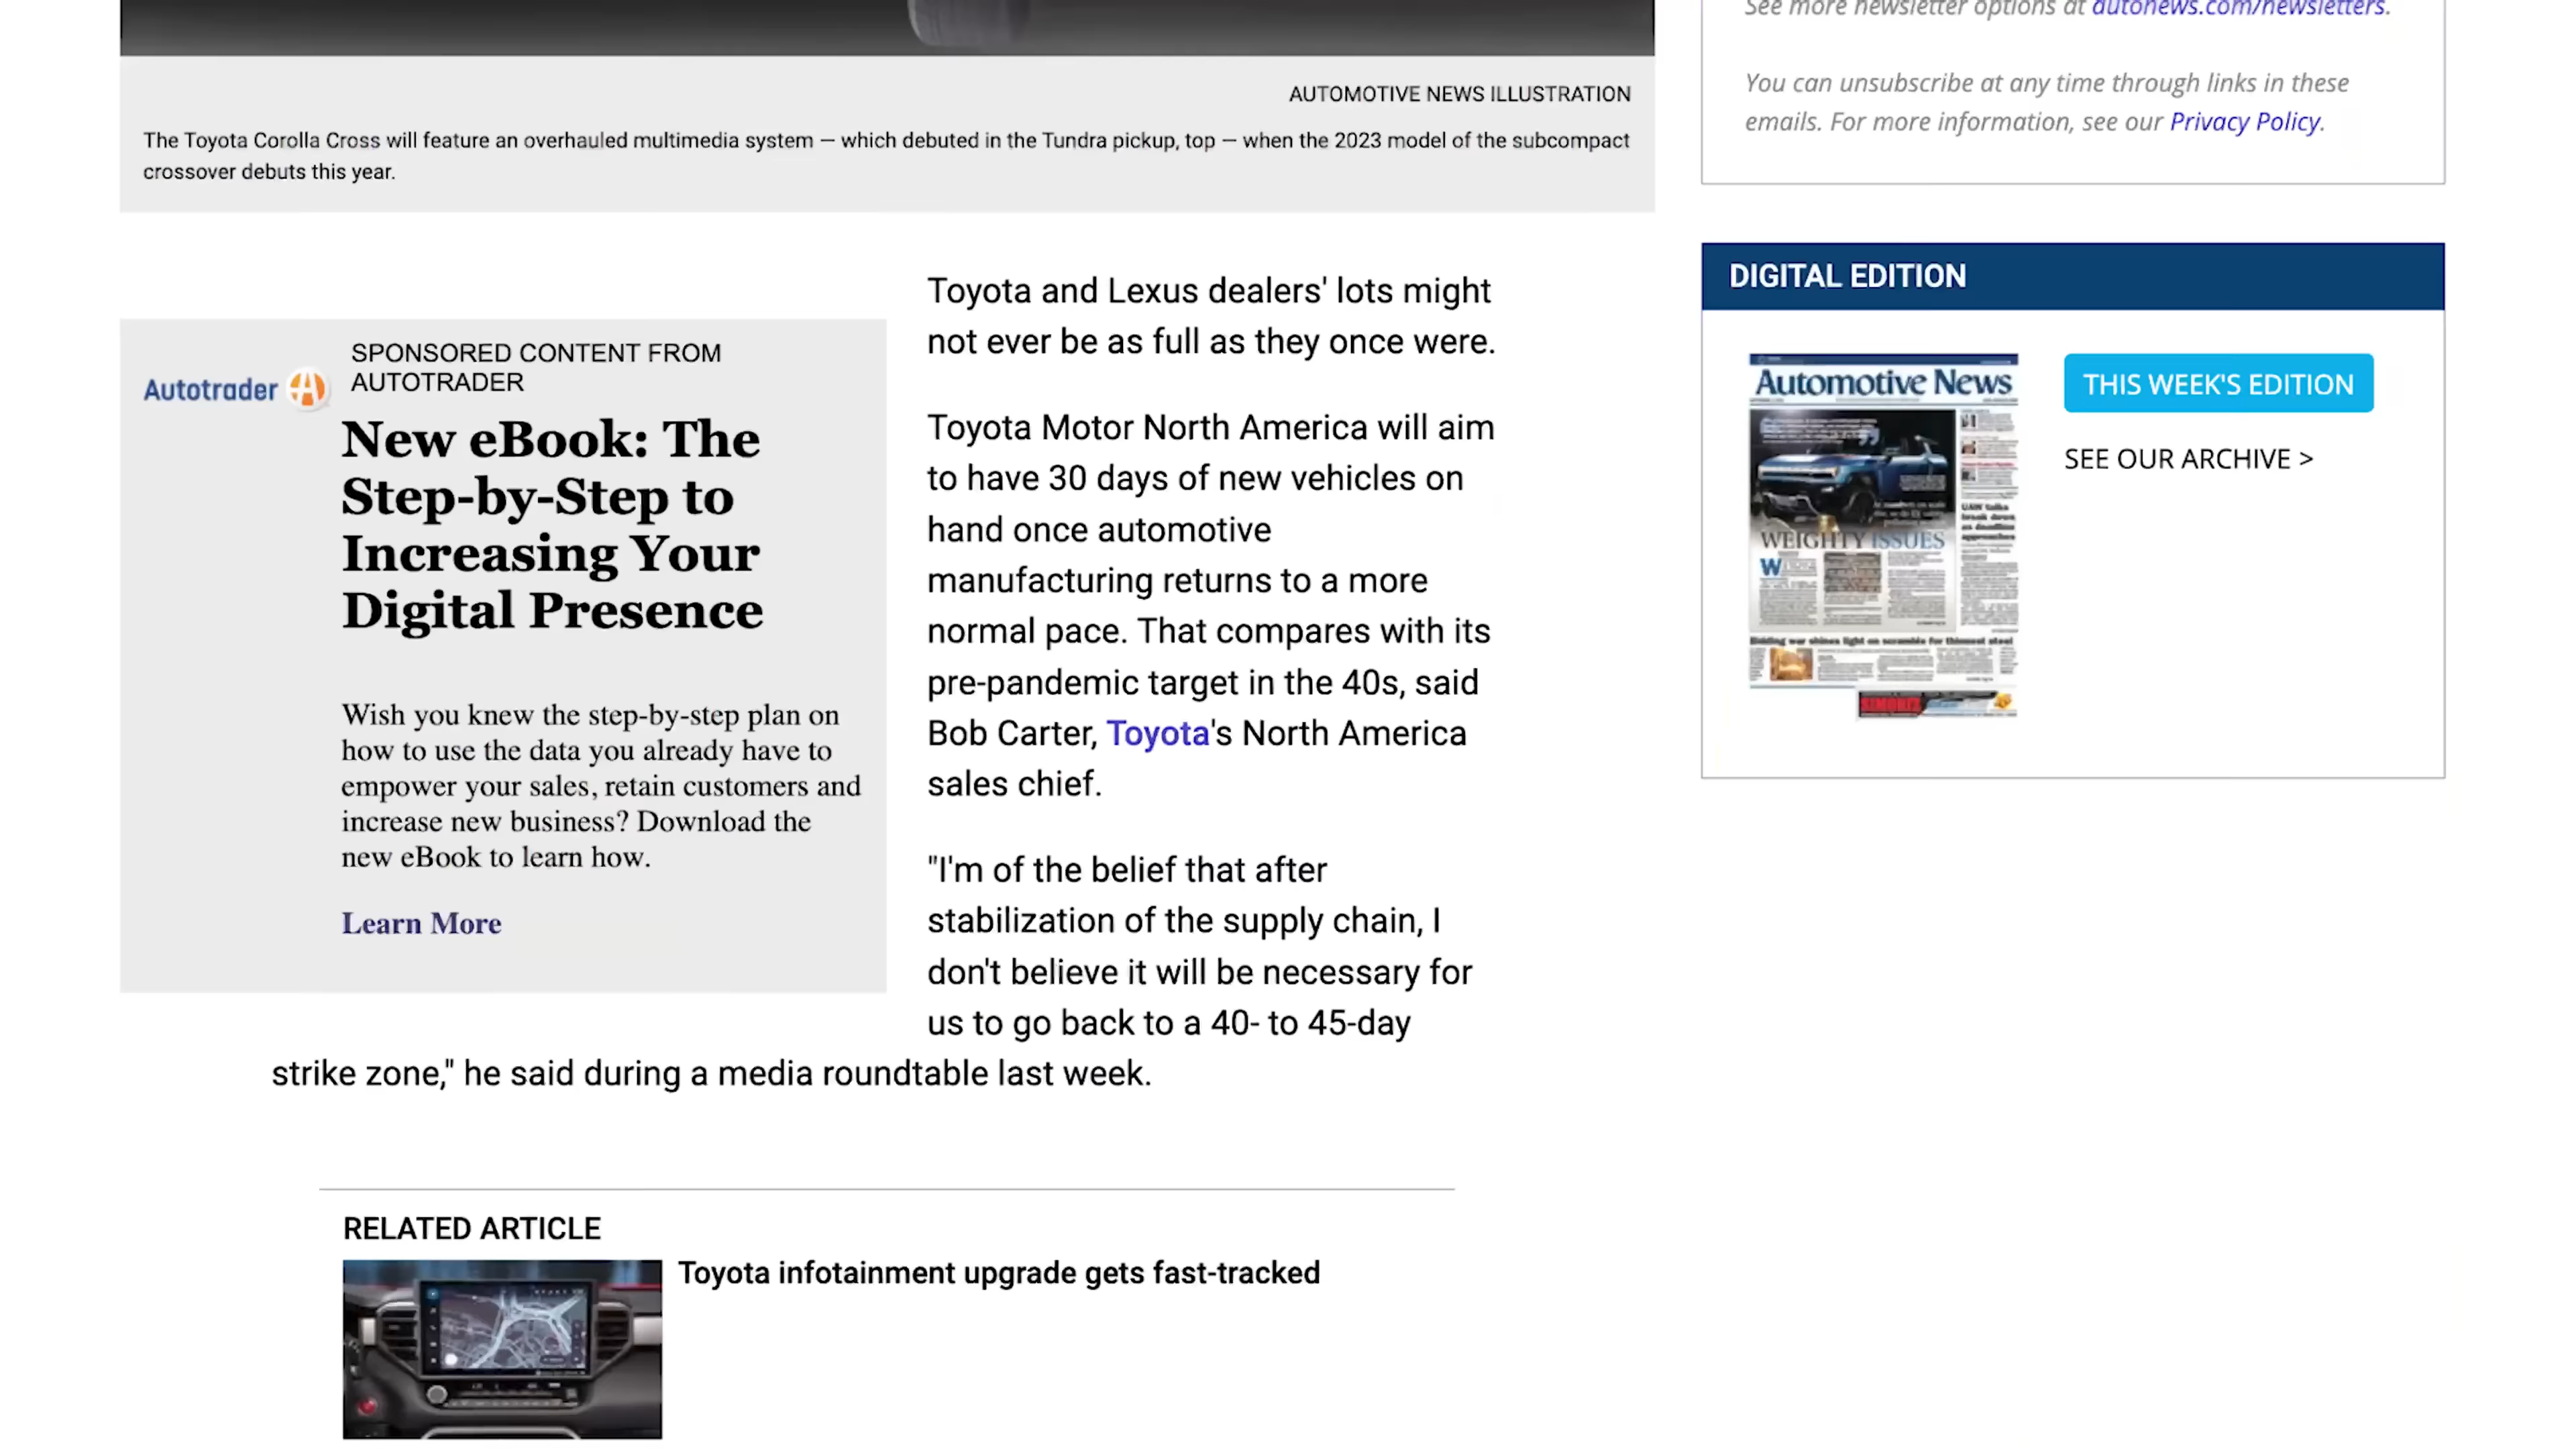 See more newsletter options at autonews.com/newsletters.
You can unsubscribe at any time through links in these
emails. For more information, see our Privacy Policy.
AUTOMOTIVE NEWS ILLUSTRATION
The Toyota Corolla Cross will feature an overhauled multimedia system — which debuted in the Tundra pickup, top — when the 2023 model of the subcompact
crossover debuts this year.
Autotrader
SPONSORED CONTENT FROM
AUTOTRADER
New eBook: The
Step-by-Step to
Increasing Your
Digital Presence
Wish you knew the step-by-step plan on
how to use the data you already have to
empower your sales, retain customers and
increase new business? Download the
new eBook to learn how.
Learn More
Toyota and Lexus dealers' lots might
not ever be as full as they once were.
Toyota Motor North America will aim
to have 30 days of new vehicles on
hand once automotive
manufacturing returns to a more
normal pace. That compares with its
pre-pandemic target in the 40s, said
Bob Carter, Toyota's North America
sales chief.
"I'm of the belief that after
stabilization of the supply chain, I
don't believe it will be necessary for
us to go back to a 40- to 45-day
strike zone," he said during a media roundtable last week.
RELATED ARTICLE
Toyota infotainment upgrade gets fast-tracked
DIGITAL EDITION
Automotive News
WEIGHTY ISSUES
Bidding war shines light on scramble for thinnest steel
THIS WEEK'S EDITION
SEE OUR ARCHIVE >